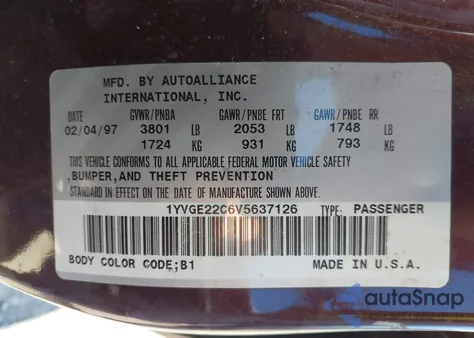 MFD. BY AUTOALLIANCE
INTERNATIONAL, INC.
DATE GVWR/PNBA GAWR/PNBE FRT GAWR/PNBE RR
02/04/97 3801 LB 2053 LB 1748 LB
1724 KG 931 KG 793 KG
THIS VEHICLE CONFORMS TO ALL APPLICABLE FEDERAL MOTOR VEHICLE SAFETY
,BUMPER,AND THEFT PREVENTION
STANDARD IN EFFECT ON THE DATE OF MANUFACTURE SHOWN ABOVE.
1YVGE22C6V5637126 TYPE: PASSENGER
BODY COLOR CODE;B1 MADE IN U.S.A.
autoSnap